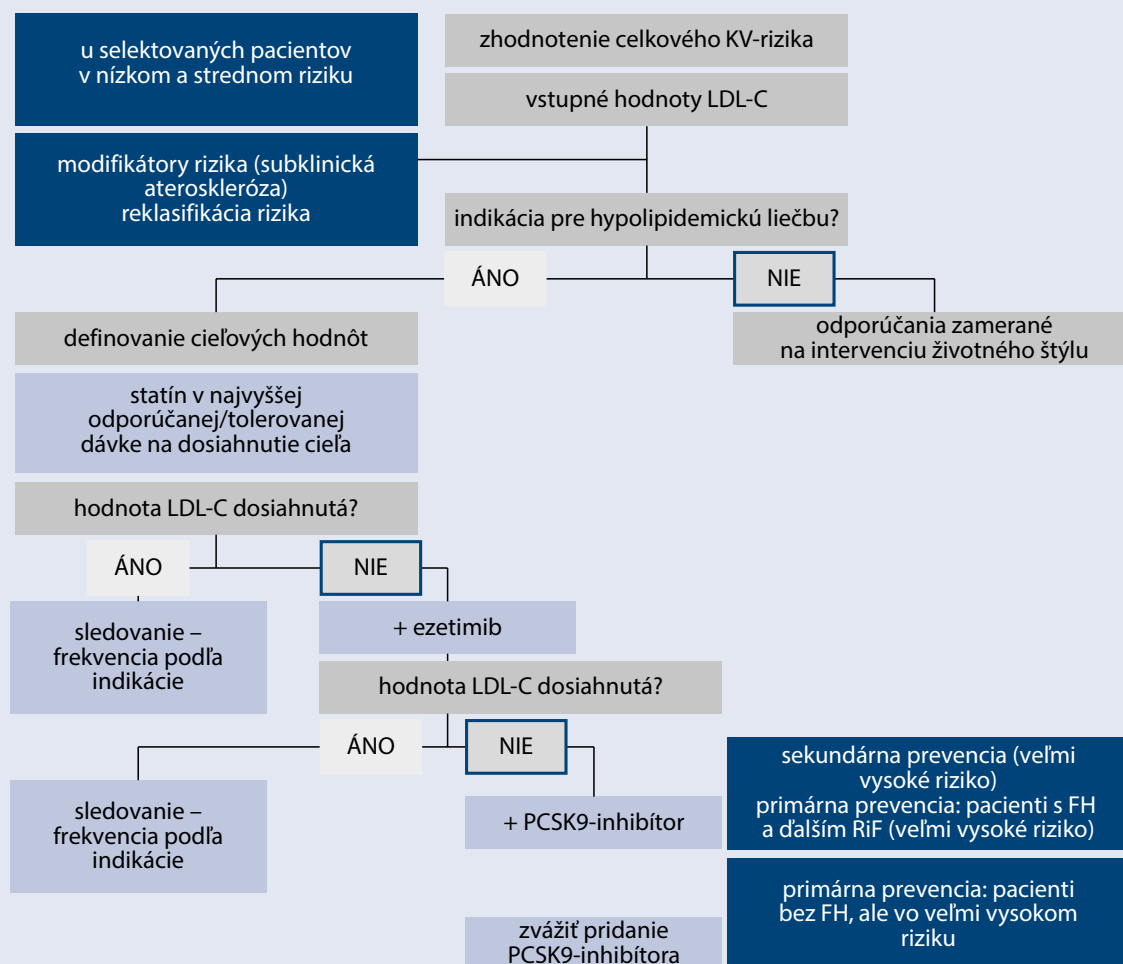 u selektovaných pacientov
v nízkom a strednom riziku
zhodnotenie celkového KV-rizika
vstupné hodnoty LDL-C
modifikátory rizika (subklinická
ateroskleróza)
reklasifikácia rizika
indikácia pre hypolipidemickú liečbu?
ÁNO
NIE
definovanie cieľových hodnôt
odporúčania zamerané
na intervenciu životného štýlu
statín v najvyššej
odporúčanej/tolerovanej
dávke na dosiahnutie cieľa
hodnota LDL-C dosiahnutá?
ÁNO
NIE
sledovanie –
frekvencia podľa
indikácie
+ ezetimib
hodnota LDL-C dosiahnutá?
ÁNO
NIE
sledovanie –
frekvencia podľa
indikácie
+ PCSK9-inhibítor
sekundárna prevencia (veľmi
vysoké riziko)
primárna prevencia: pacienti s FH
a ďalším RiF (veľmi vysoké riziko)
zvážiť pridanie
PCSK9-inhibítora
primárna prevencia: pacienti
bez FH, ale vo veľmi vysokom
riziku